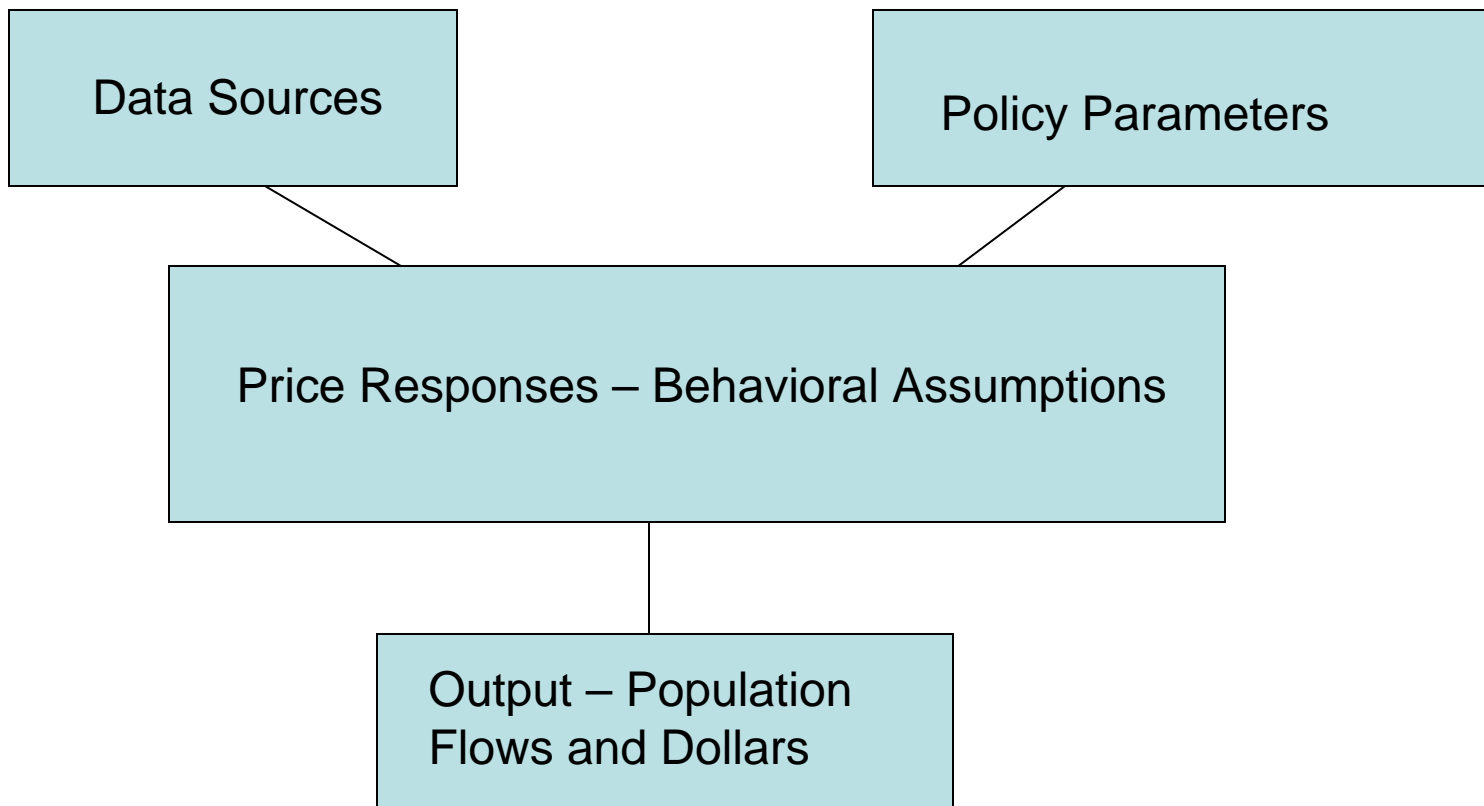 Data Sources
Policy Parameters
Price Responses – Behavioral Assumptions
Output – Population
Flows and Dollars